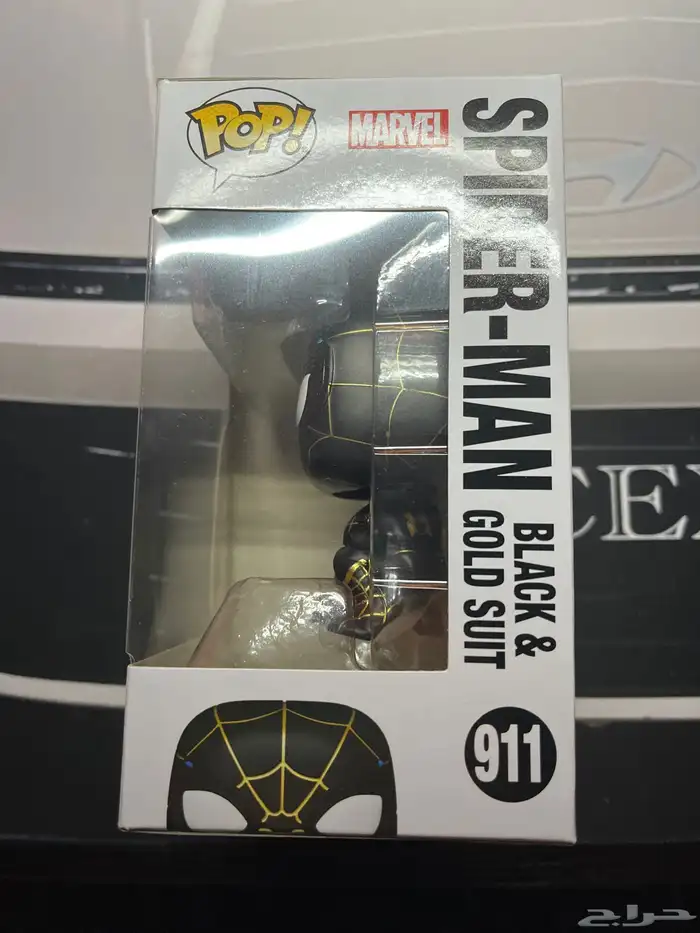 POP!
MARVEL
SPIDER-MAN
BLACK &
GOLD SUIT
911
حراج